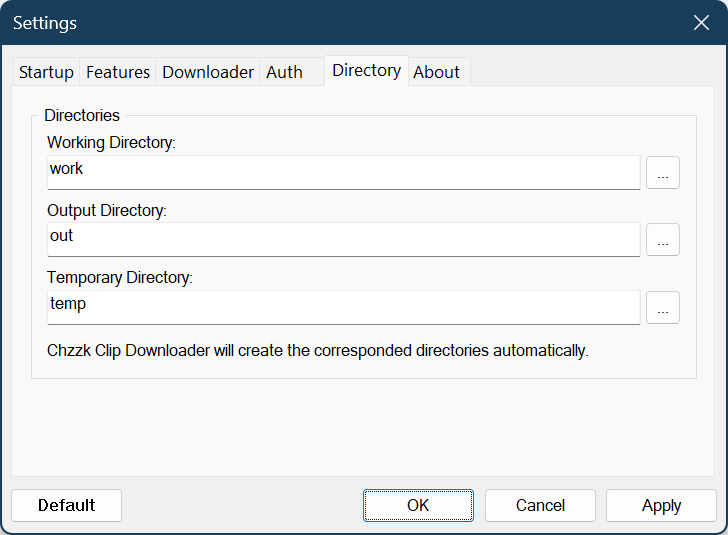 Settings
Startup Features Downloader Auth Directory About
Directories
Working Directory:
work
...
Output Directory:
out
...
Temporary Directory:
temp
...
Chzzk Clip Downloader will create the corresponded directories automatically.
Default OK Cancel Apply